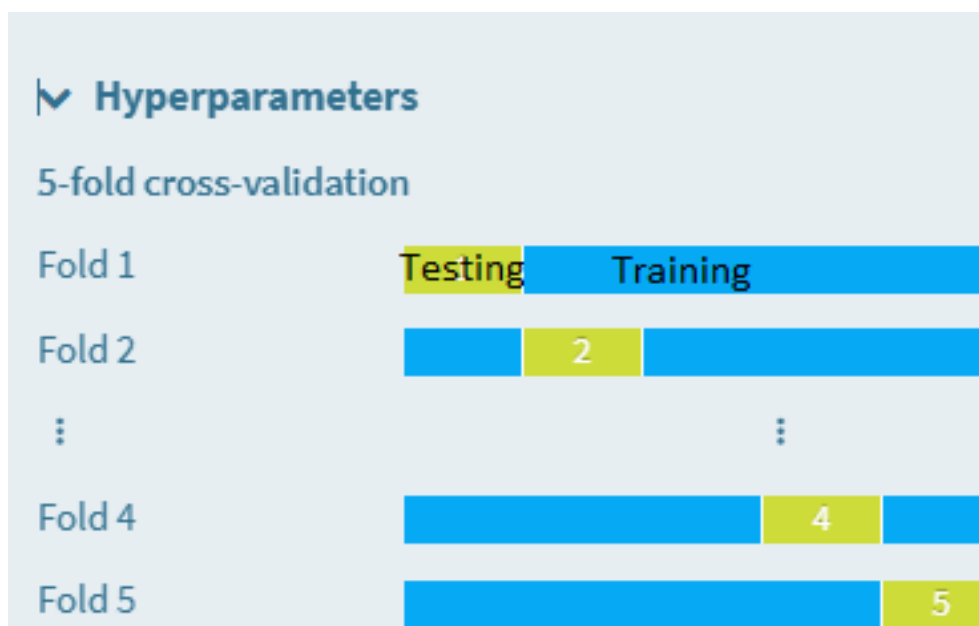 Hyperparameters
5-fold cross-validation
Fold 1 Testing Training
Fold 2 2
Fold 4 4
Fold 5 5